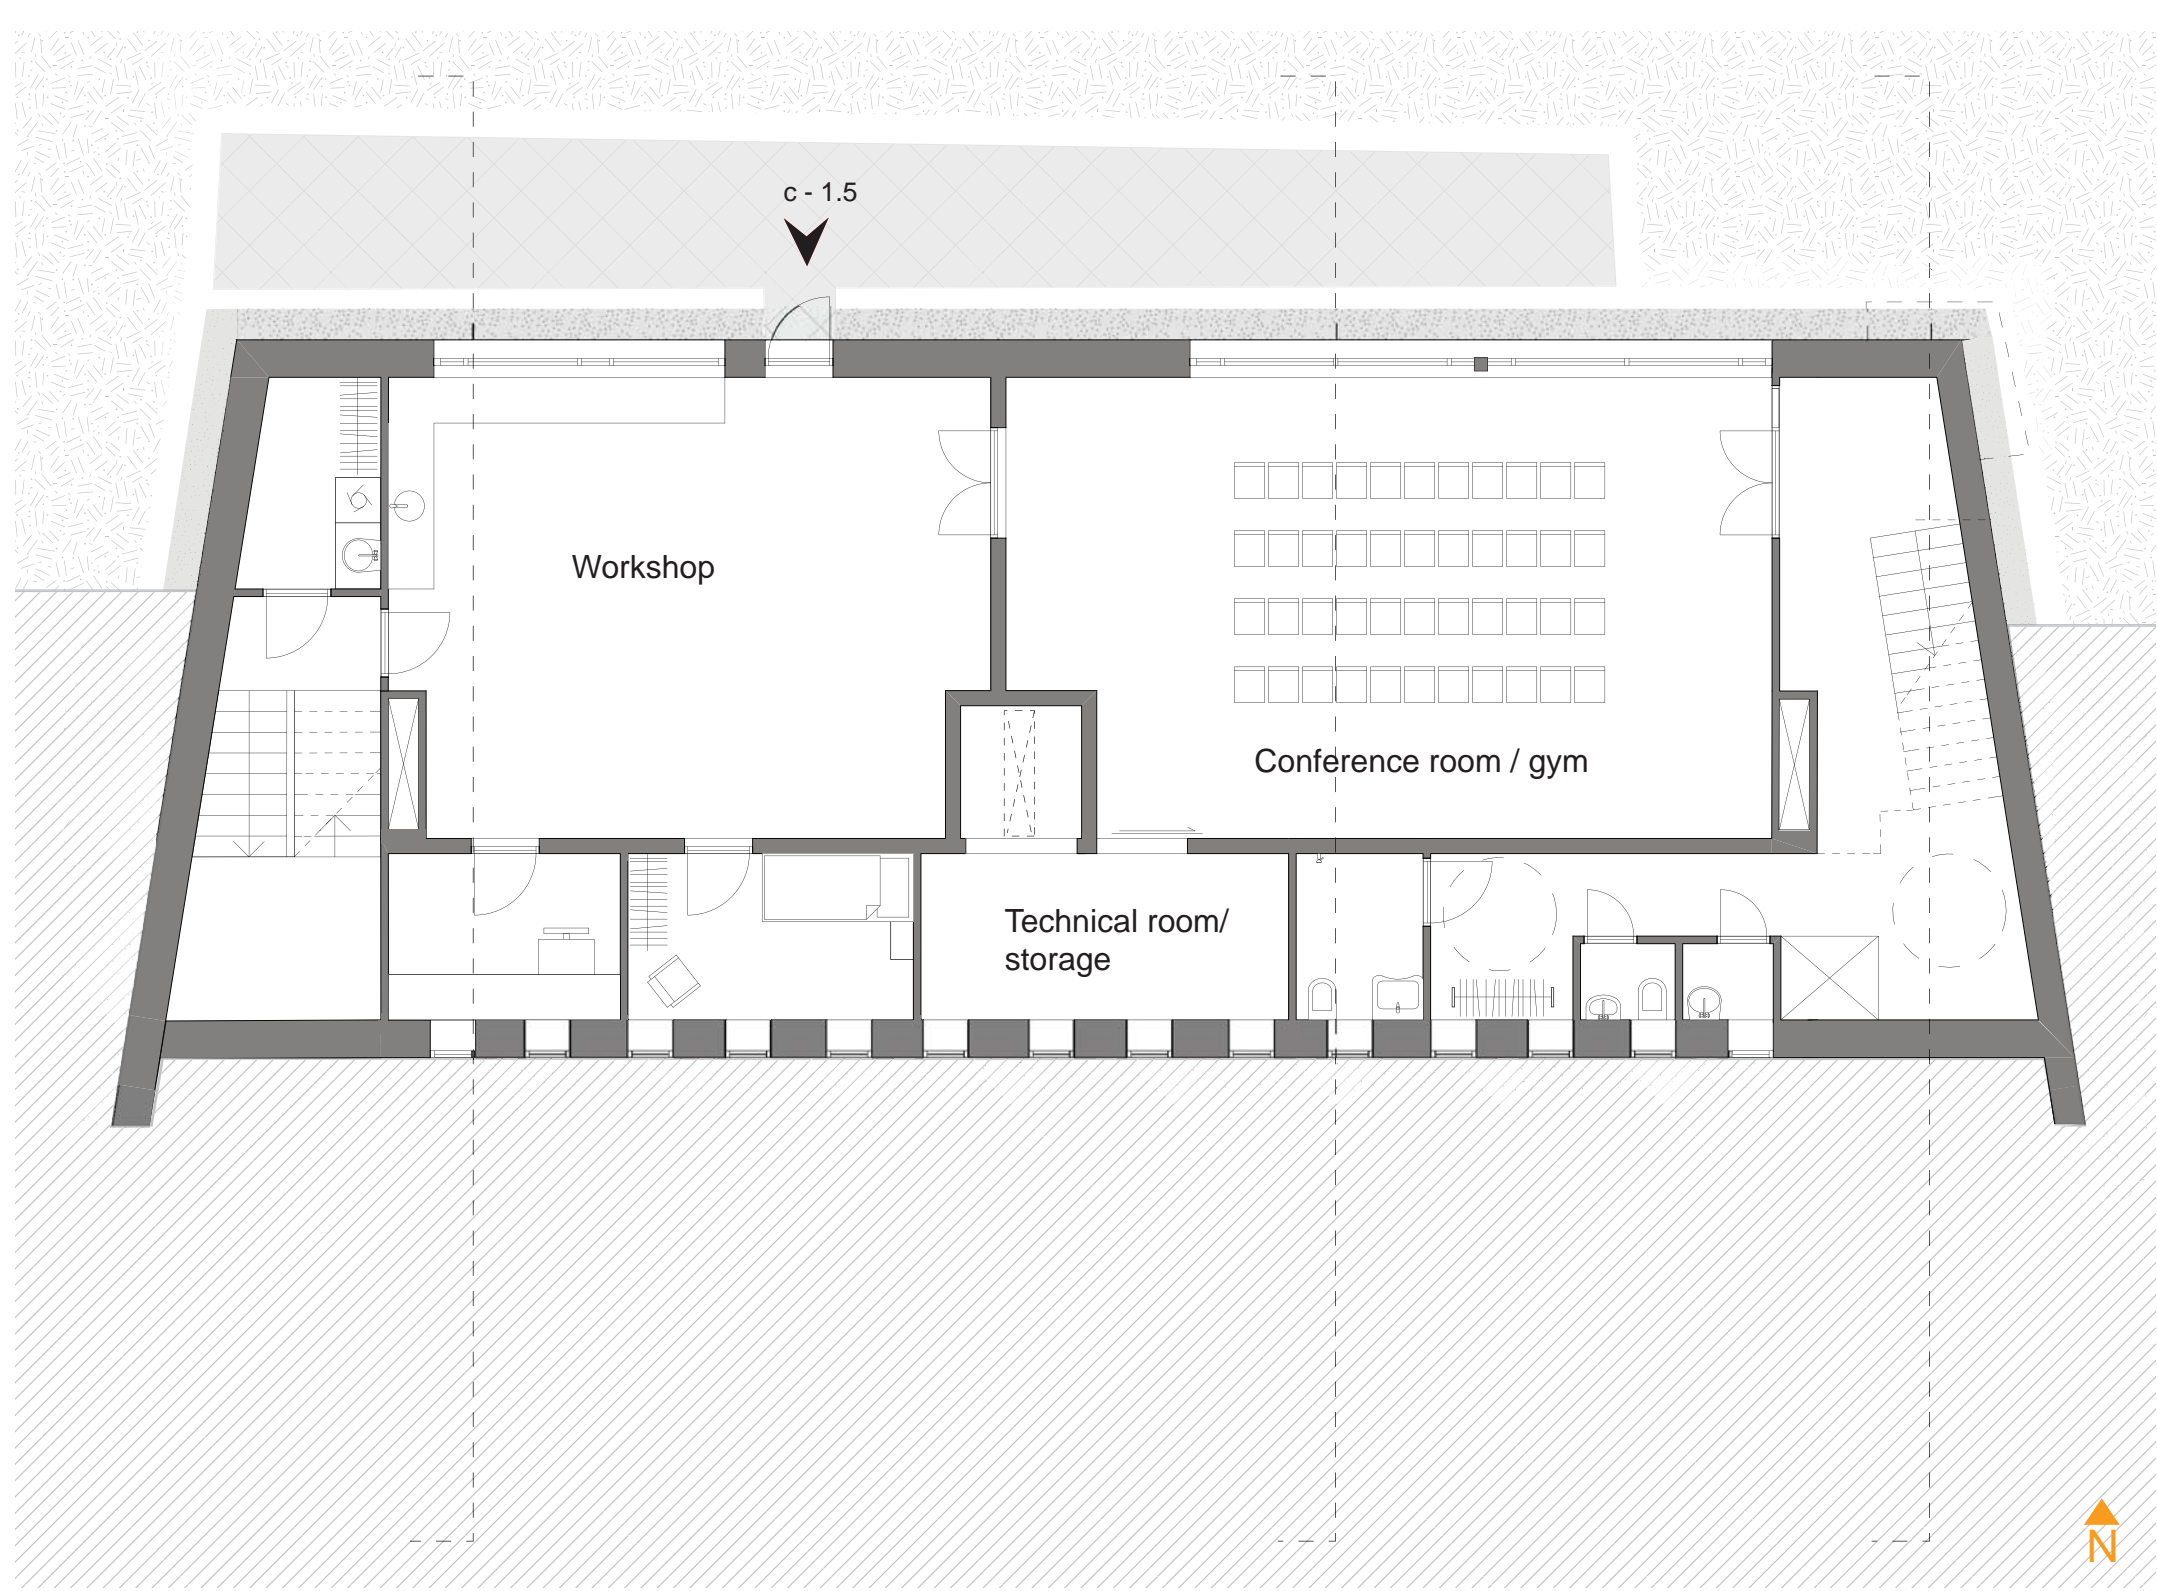 c - 1.5
Workshop
Conference room / gym
Technical room/
storage
N